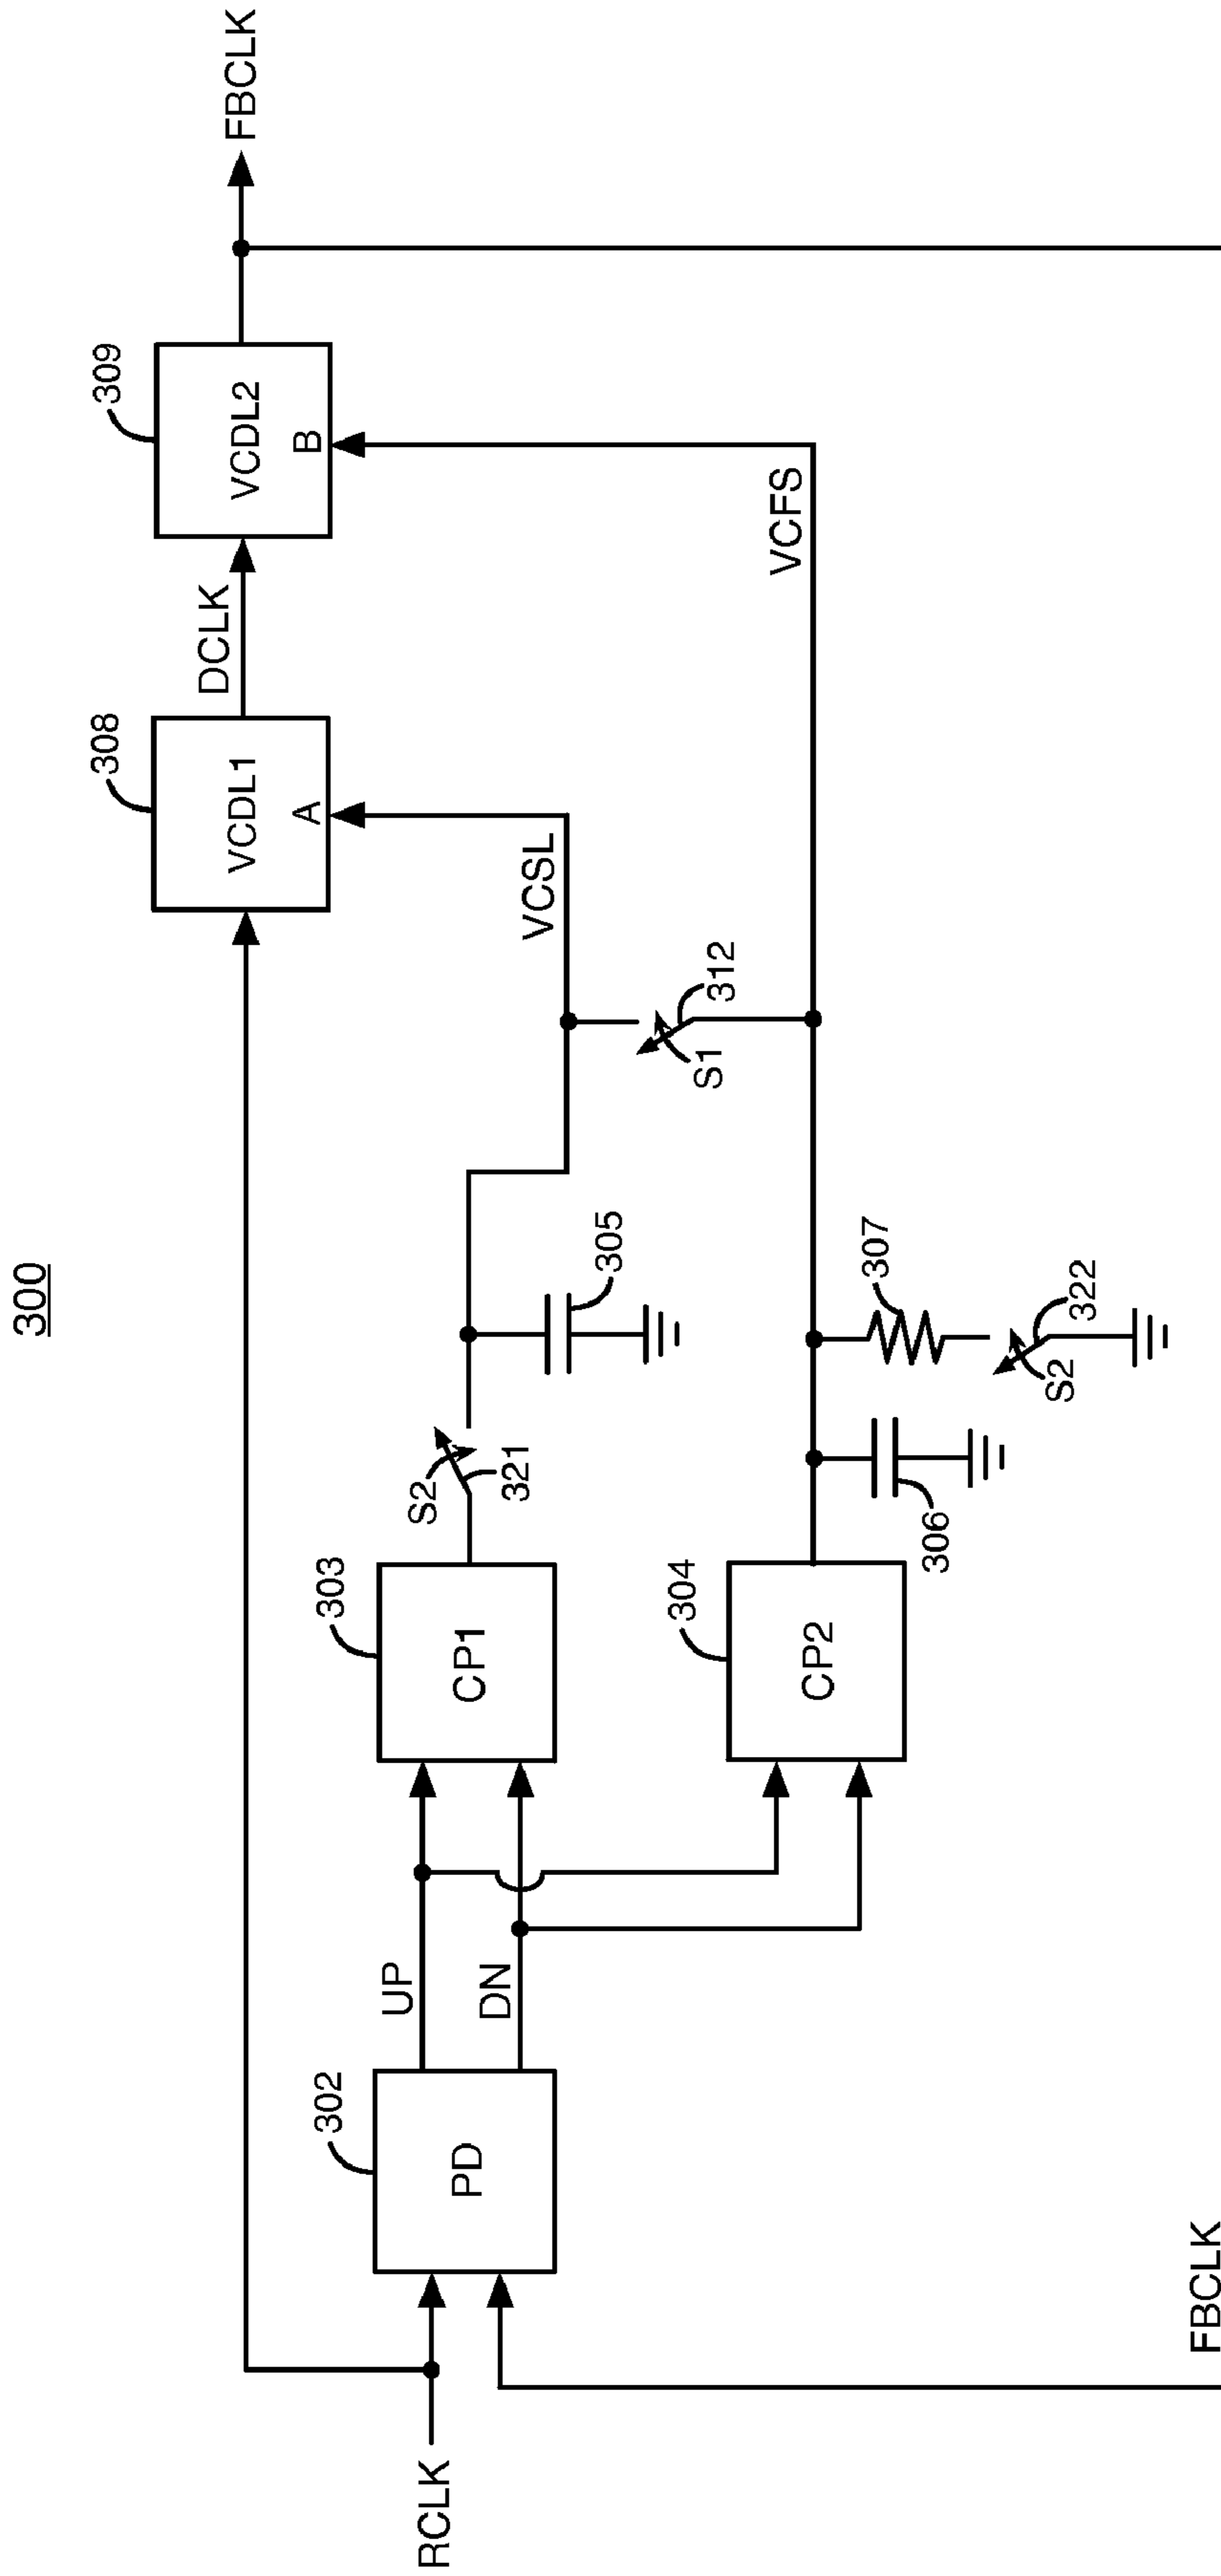 300
RCLK
FBCLK
302
PD
UP
DN
303
CP1
304
CP2
S2
321
305
306
307
S2
322
S1
312
VCSL
VCFS
308
VCDL1
A
DCLK
309
VCDL2
B
FBCLK